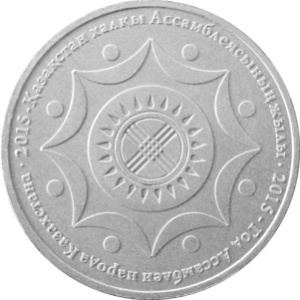 2015 · Қазақстан халқы Ассамблеясының жылы ·
2015 · Год Ассамблеи народа Казахстана ·